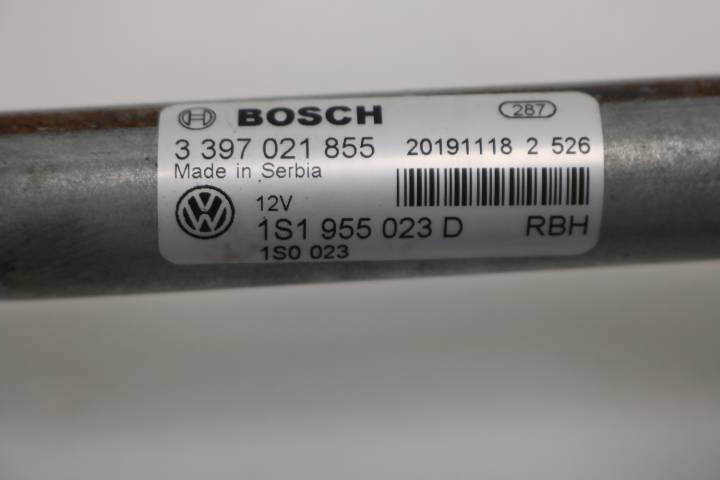 BOSCH 287
3 397 021 855 20191118 2 526
Made in Serbia
12V
1S1 955 023 D RBH
1S0 023